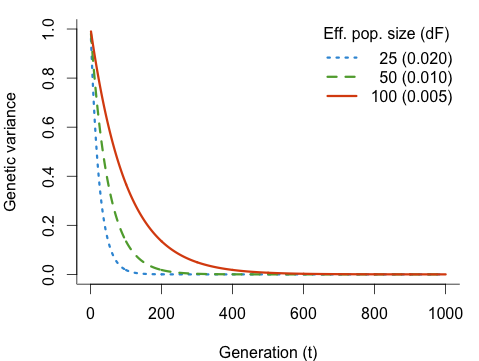 Eff. pop. size (dF)
25 (0.020)
50 (0.010)
100 (0.005)
Genetic variance
1.0
0.8
0.6
0.4
0.2
0.0
0 200 400 600 800 1000
Generation (t)